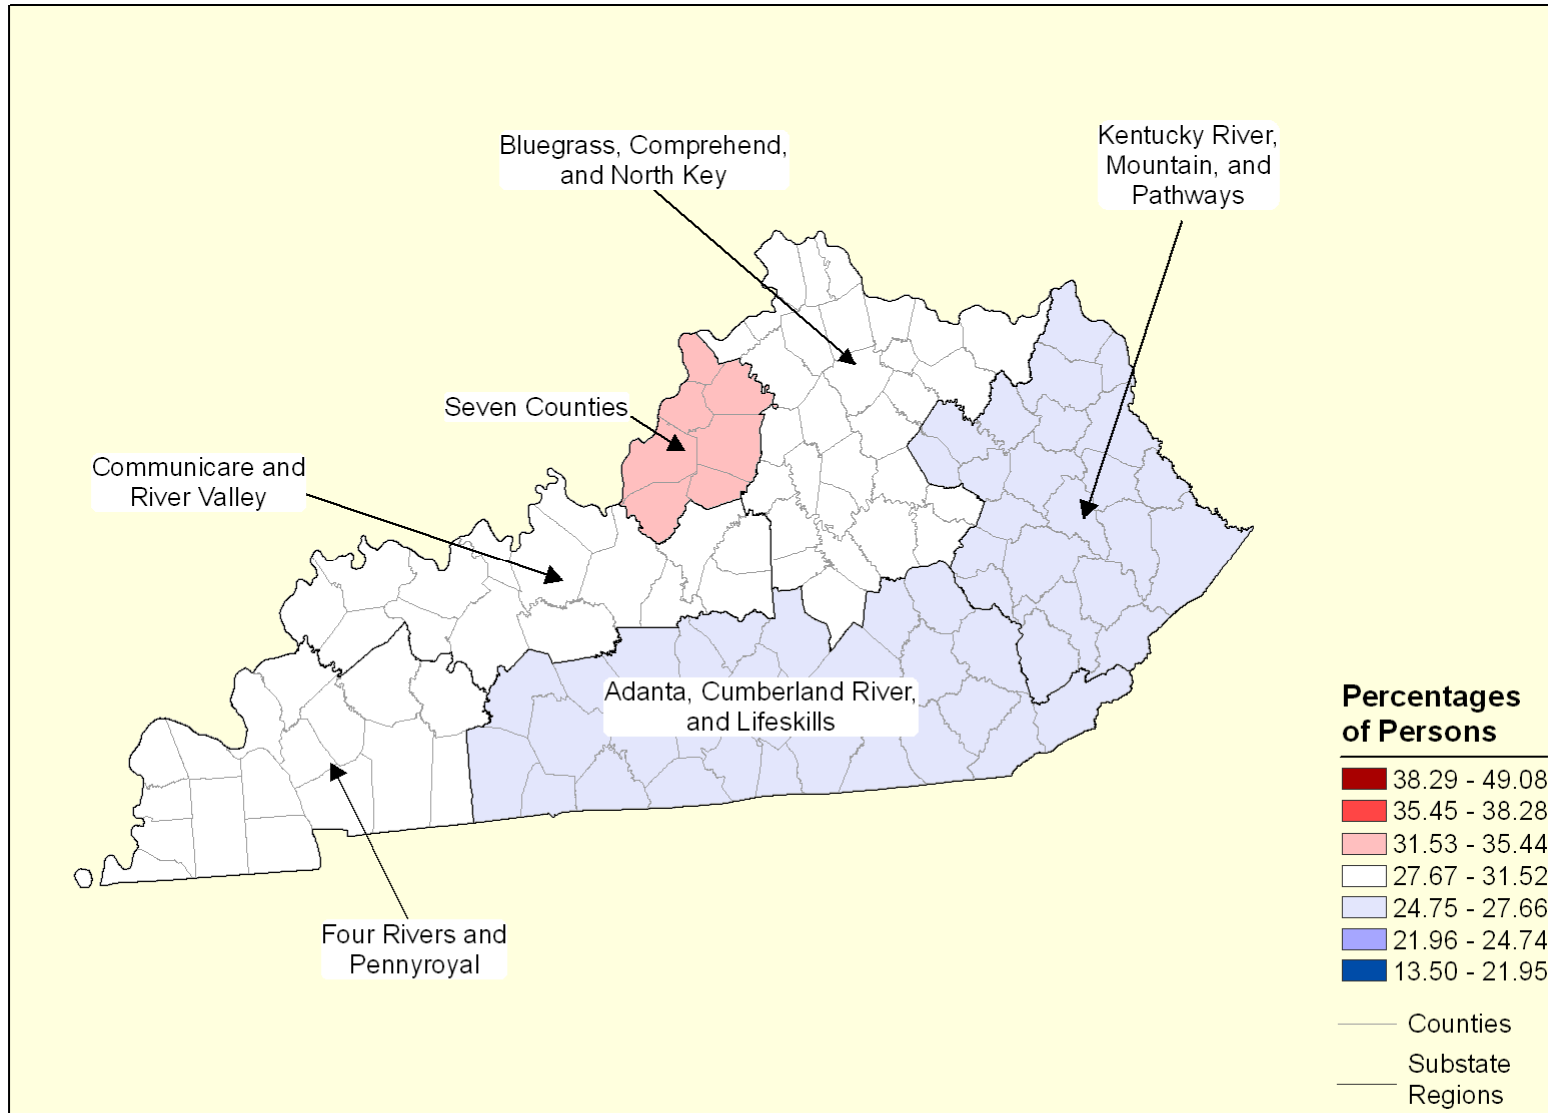 Bluegrass, Comprehend,
and North Key
Kentucky River,
Mountain, and
Pathways
Seven Counties
Communicare and
River Valley
Adanta, Cumberland River,
and Lifeskills
Four Rivers and
Pennyroyal
Percentages
of Persons
38.29 - 49.08
35.45 - 38.28
31.53 - 35.44
27.67 - 31.52
24.75 - 27.66
21.96 - 24.74
13.50 - 21.95
Counties
Substate
Regions